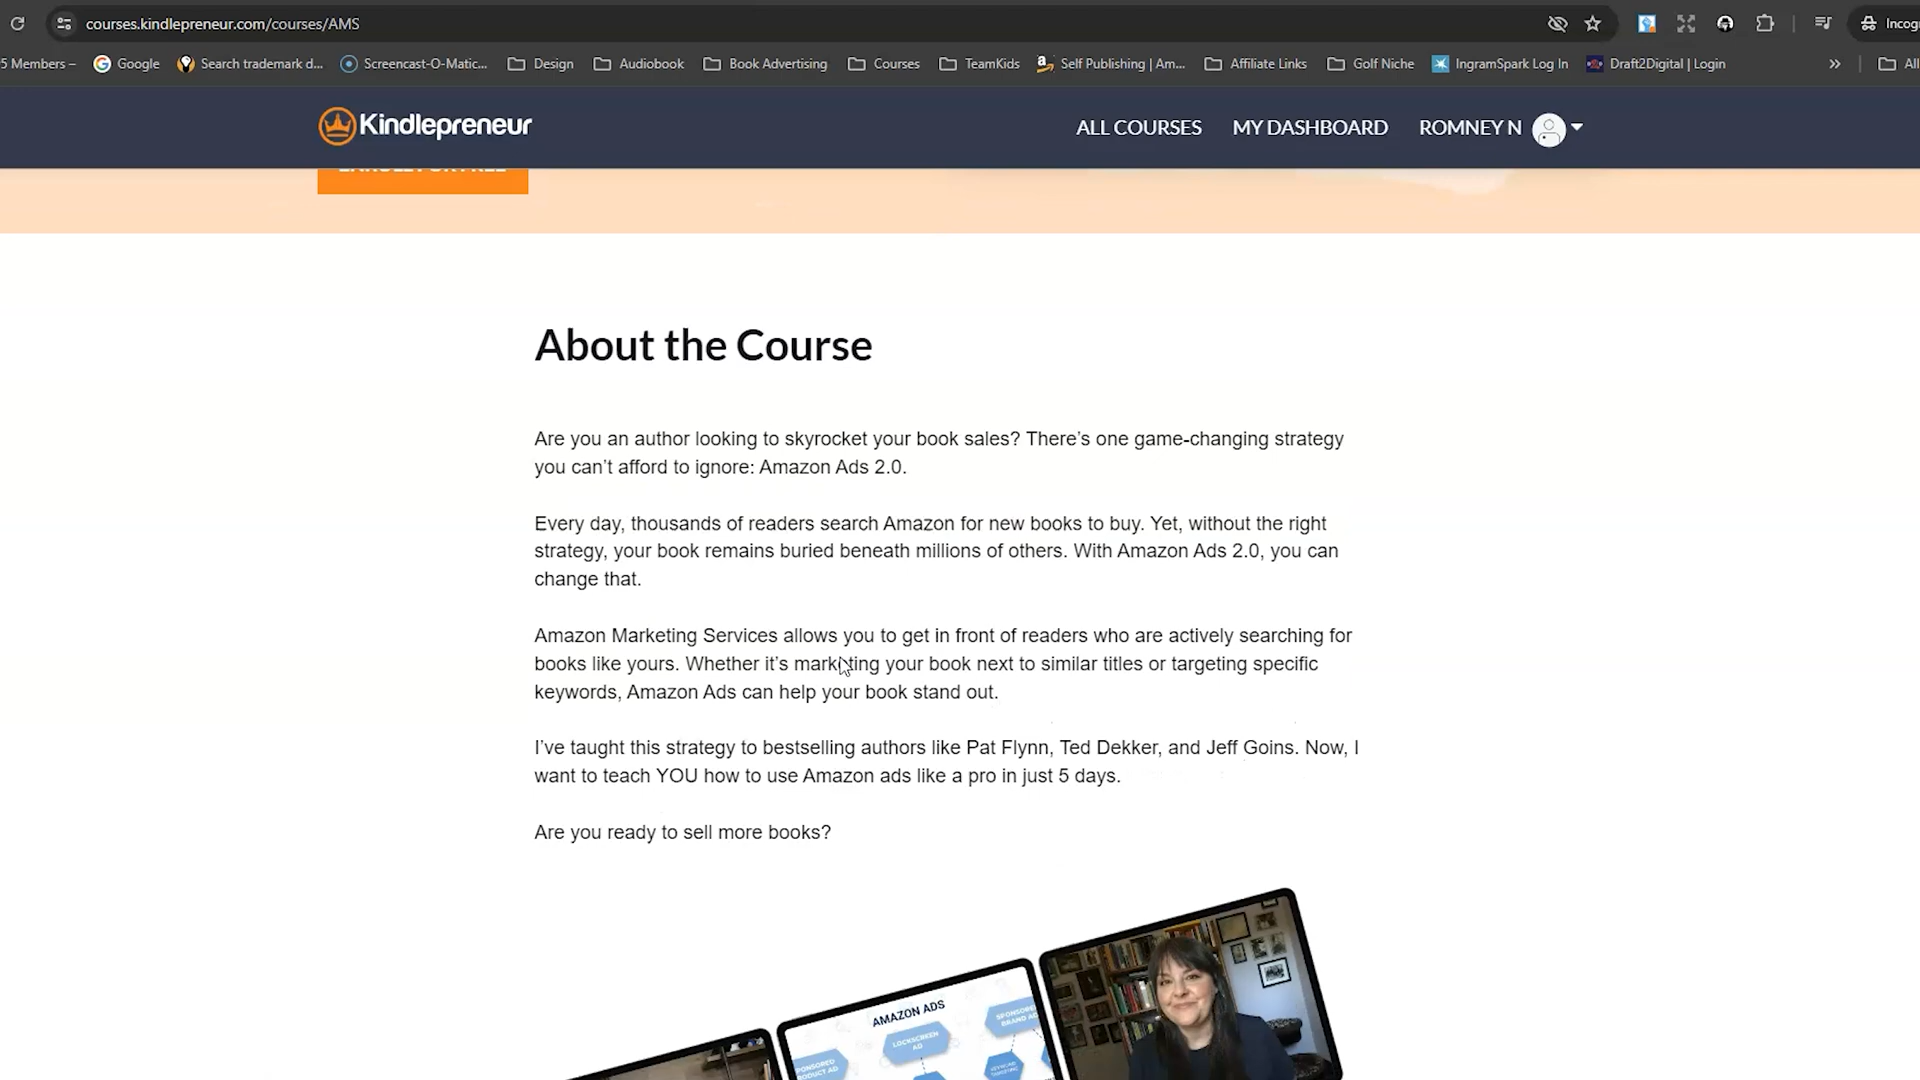 courses.kindlepreneur.com/courses/AMS
Incog
5 Members –
Google
Search trademark d...
Screencast-O-Matic...
Design
Audiobook
Book Advertising
Courses
TeamKids
Self Publishing | Am...
Affiliate Links
Golf Niche
IngramSpark Log In
Draft2Digital | Login
»
All
Kindlepreneur
ALL COURSES
MY DASHBOARD
ROMNEY N
About the Course
Are you an author looking to skyrocket your book sales? There’s one game-changing strategy
you can’t afford to ignore: Amazon Ads 2.0.
Every day, thousands of readers search Amazon for new books to buy. Yet, without the right
strategy, your book remains buried beneath millions of others. With Amazon Ads 2.0, you can
change that.
Amazon Marketing Services allows you to get in front of readers who are actively searching for
books like yours. Whether it’s marketing your book next to similar titles or targeting specific
keywords, Amazon Ads can help your book stand out.
I’ve taught this strategy to bestselling authors like Pat Flynn, Ted Dekker, and Jeff Goins. Now, I
want to teach YOU how to use Amazon ads like a pro in just 5 days.
Are you ready to sell more books?
AMAZON ADS
LOCKSCREEN
AD
SPONSORED
BRAND AD
PONSORED
PRODUCT AD